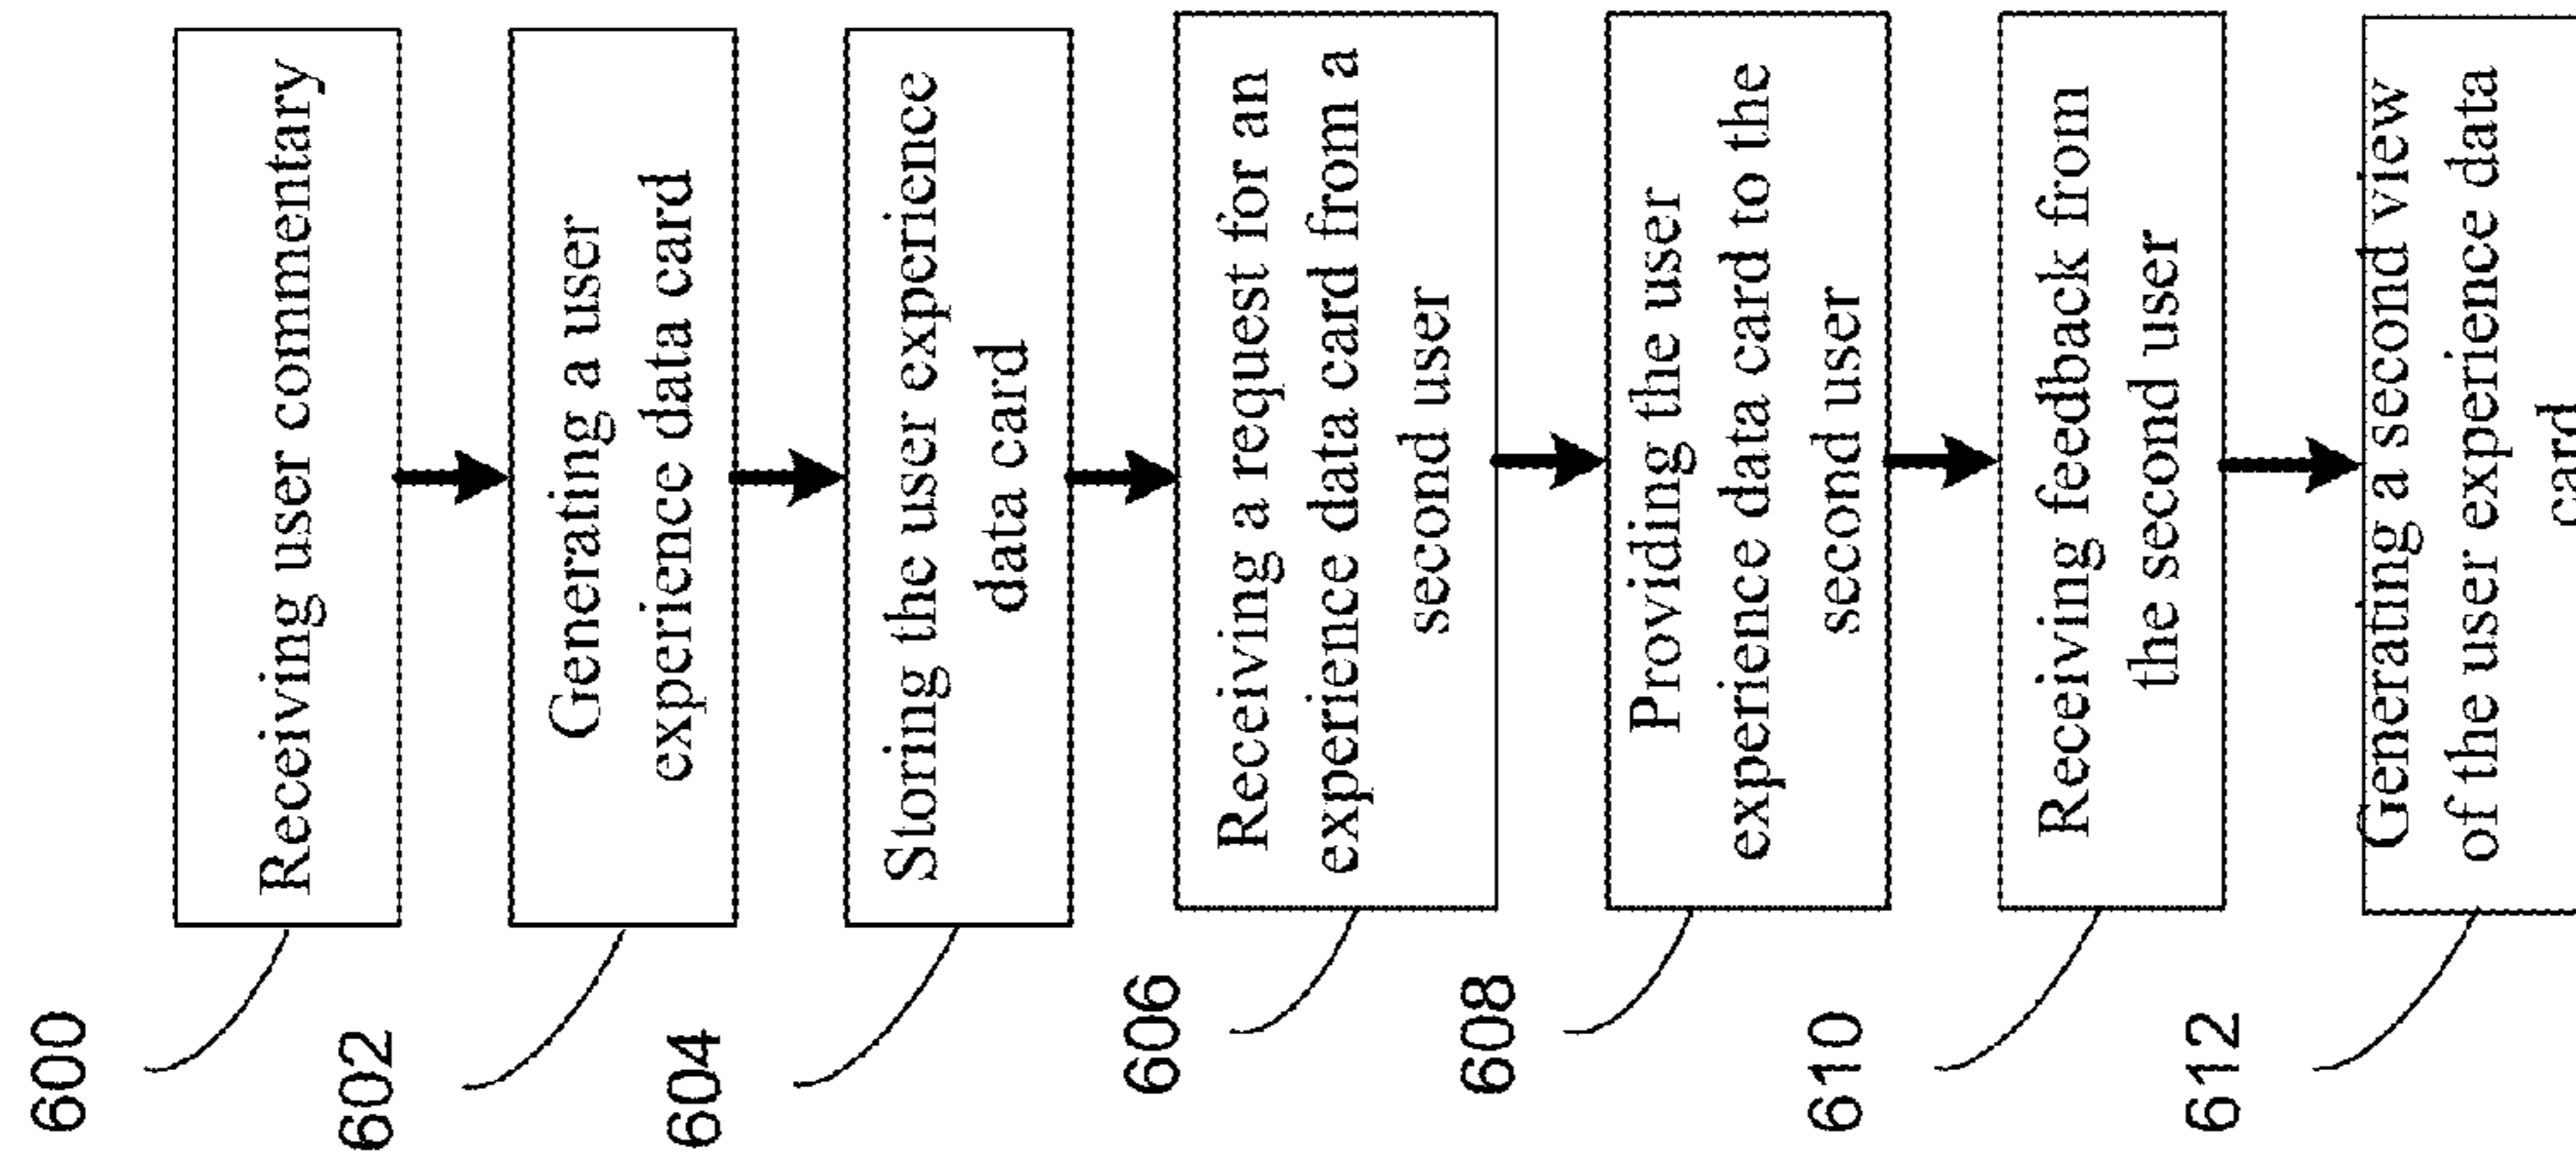 600
Receiving user commentary
602
Generating a user
experience data card
604
Storing the user experience
data card
606
Receiving a request for an
experience data card from a
second user
608
Providing the user
experience data card to the
second user
610
Receiving feedback from
the second user
612
Generating a second view
of the user experience data
card